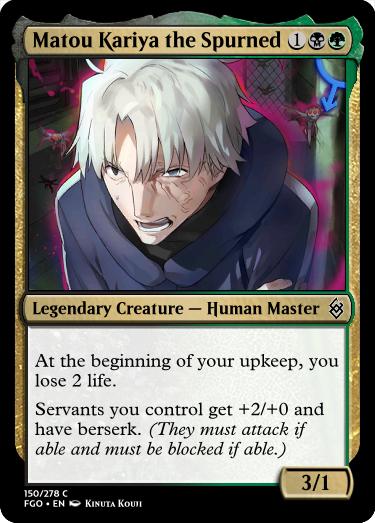 Matou Kariya the Spurned 1
Legendary Creature — Human Master
At the beginning of your upkeep, you
lose 2 life.
Servants you control get +2/+0 and
have berserk. (They must attack if
able and must be blocked if able.)
3/1
150/278 C
FGO • EN Kinuta Kouji